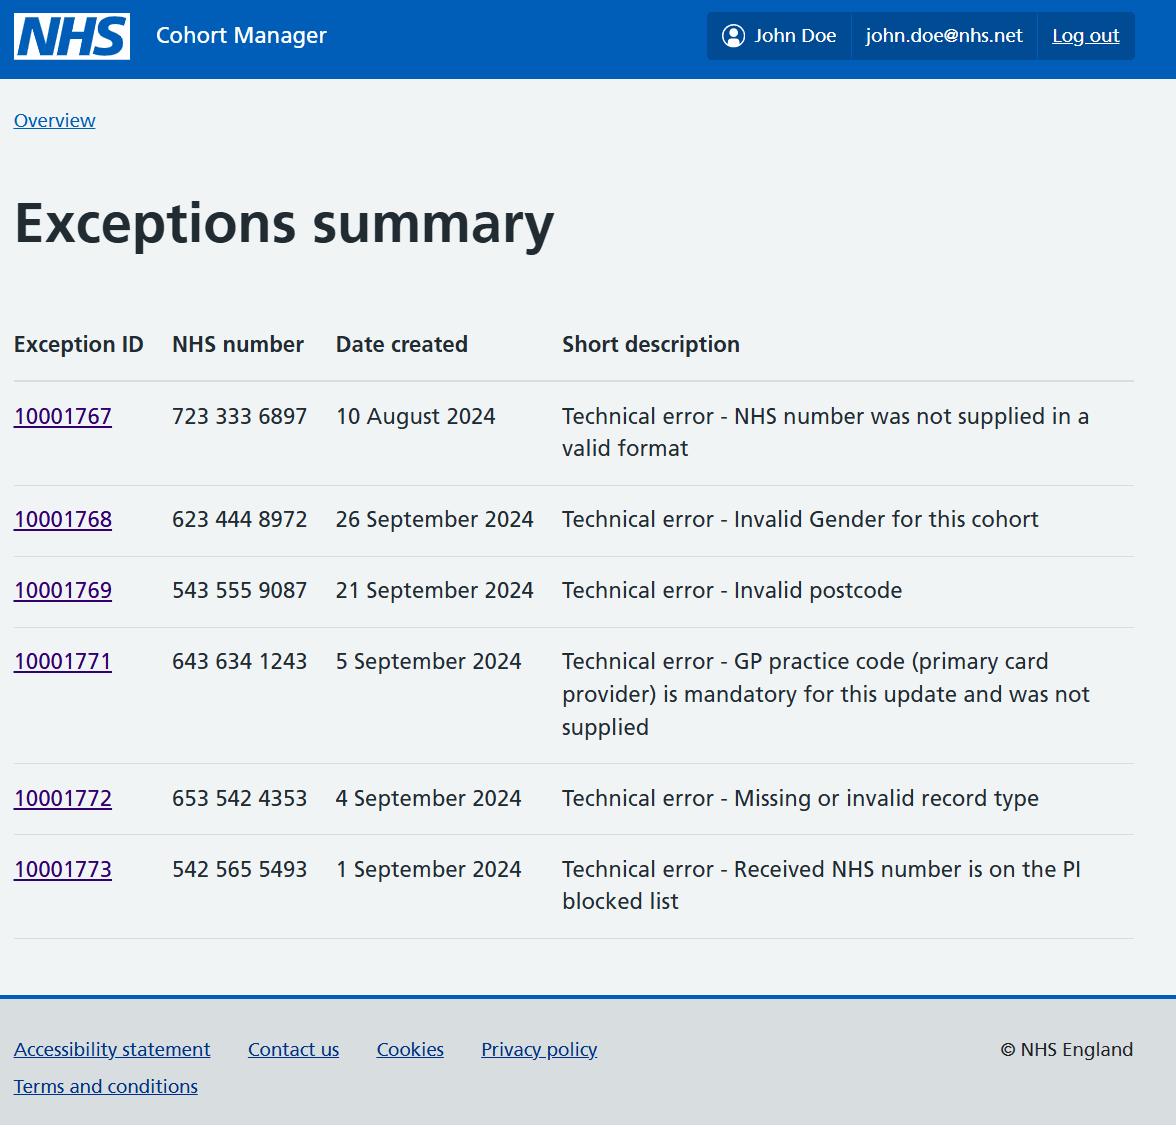 NHS Cohort Manager John Doe john.doe@nhs.net Log out
Overview
Exceptions summary
Exception ID NHS number Date created Short description
10001767 723 333 6897 10 August 2024 Technical error - NHS number was not supplied in a
valid format
10001768 623 444 8972 26 September 2024 Technical error - Invalid Gender for this cohort
10001769 543 555 9087 21 September 2024 Technical error - Invalid postcode
10001771 643 634 1243 5 September 2024 Technical error - GP practice code (primary card
provider) is mandatory for this update and was not
supplied
10001772 653 542 4353 4 September 2024 Technical error - Missing or invalid record type
10001773 542 565 5493 1 September 2024 Technical error - Received NHS number is on the PI
blocked list
Accessibility statement Contact us Cookies Privacy policy © NHS England
Terms and conditions